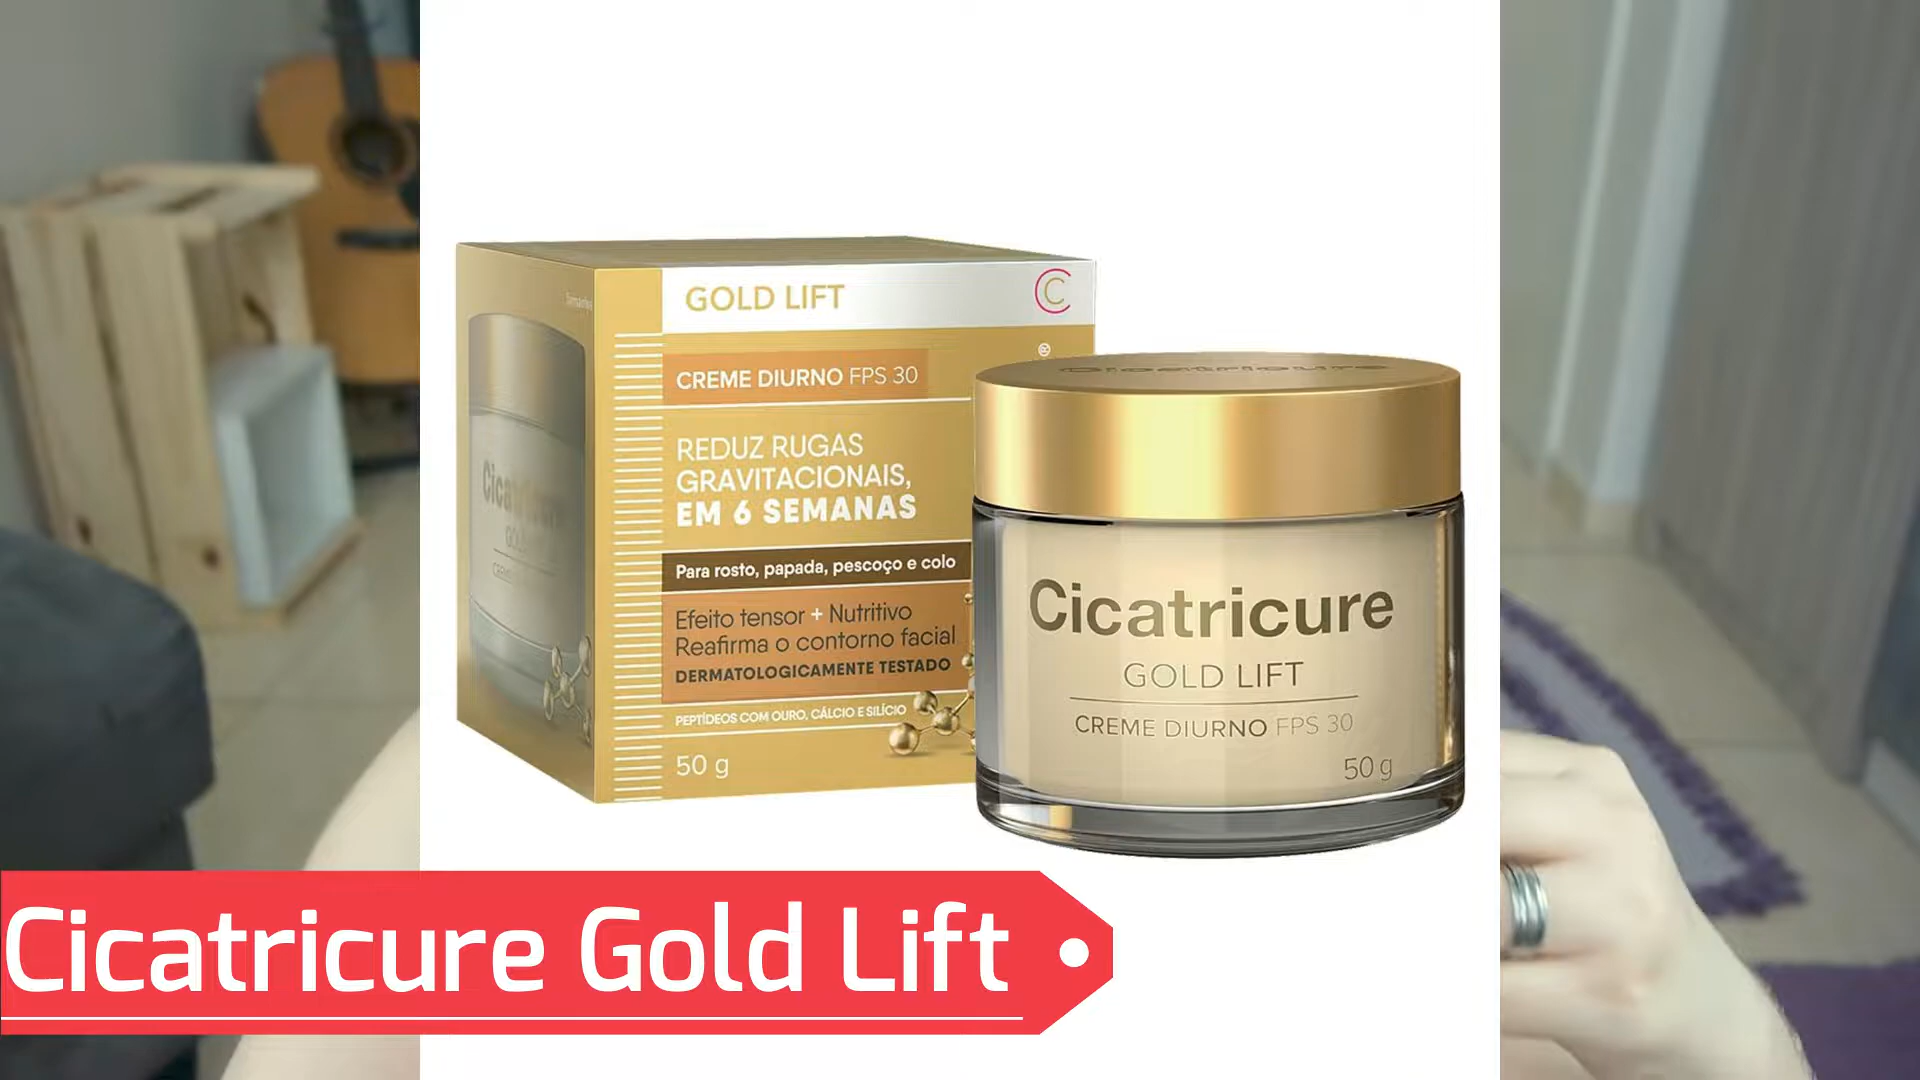 GOLD LIFT
CREME DIURNO FPS 30
REDUZ RUGAS
GRAVITACIONAIS,
EM 6 SEMANAS
Para rosto, papada, pescoço e colo
Efeito tensor + Nutritivo
Reafirma o contorno facial
DERMATOLOGICAMENTE TESTADO
PEPTÍDEOS COM OURO, CÁLCIO E SILÍCIO
50 g
Cicatricure
Cicatricure
GOLD LIFT
CREME DIURNO FPS 30
50 g
Cicatricure Gold Lift